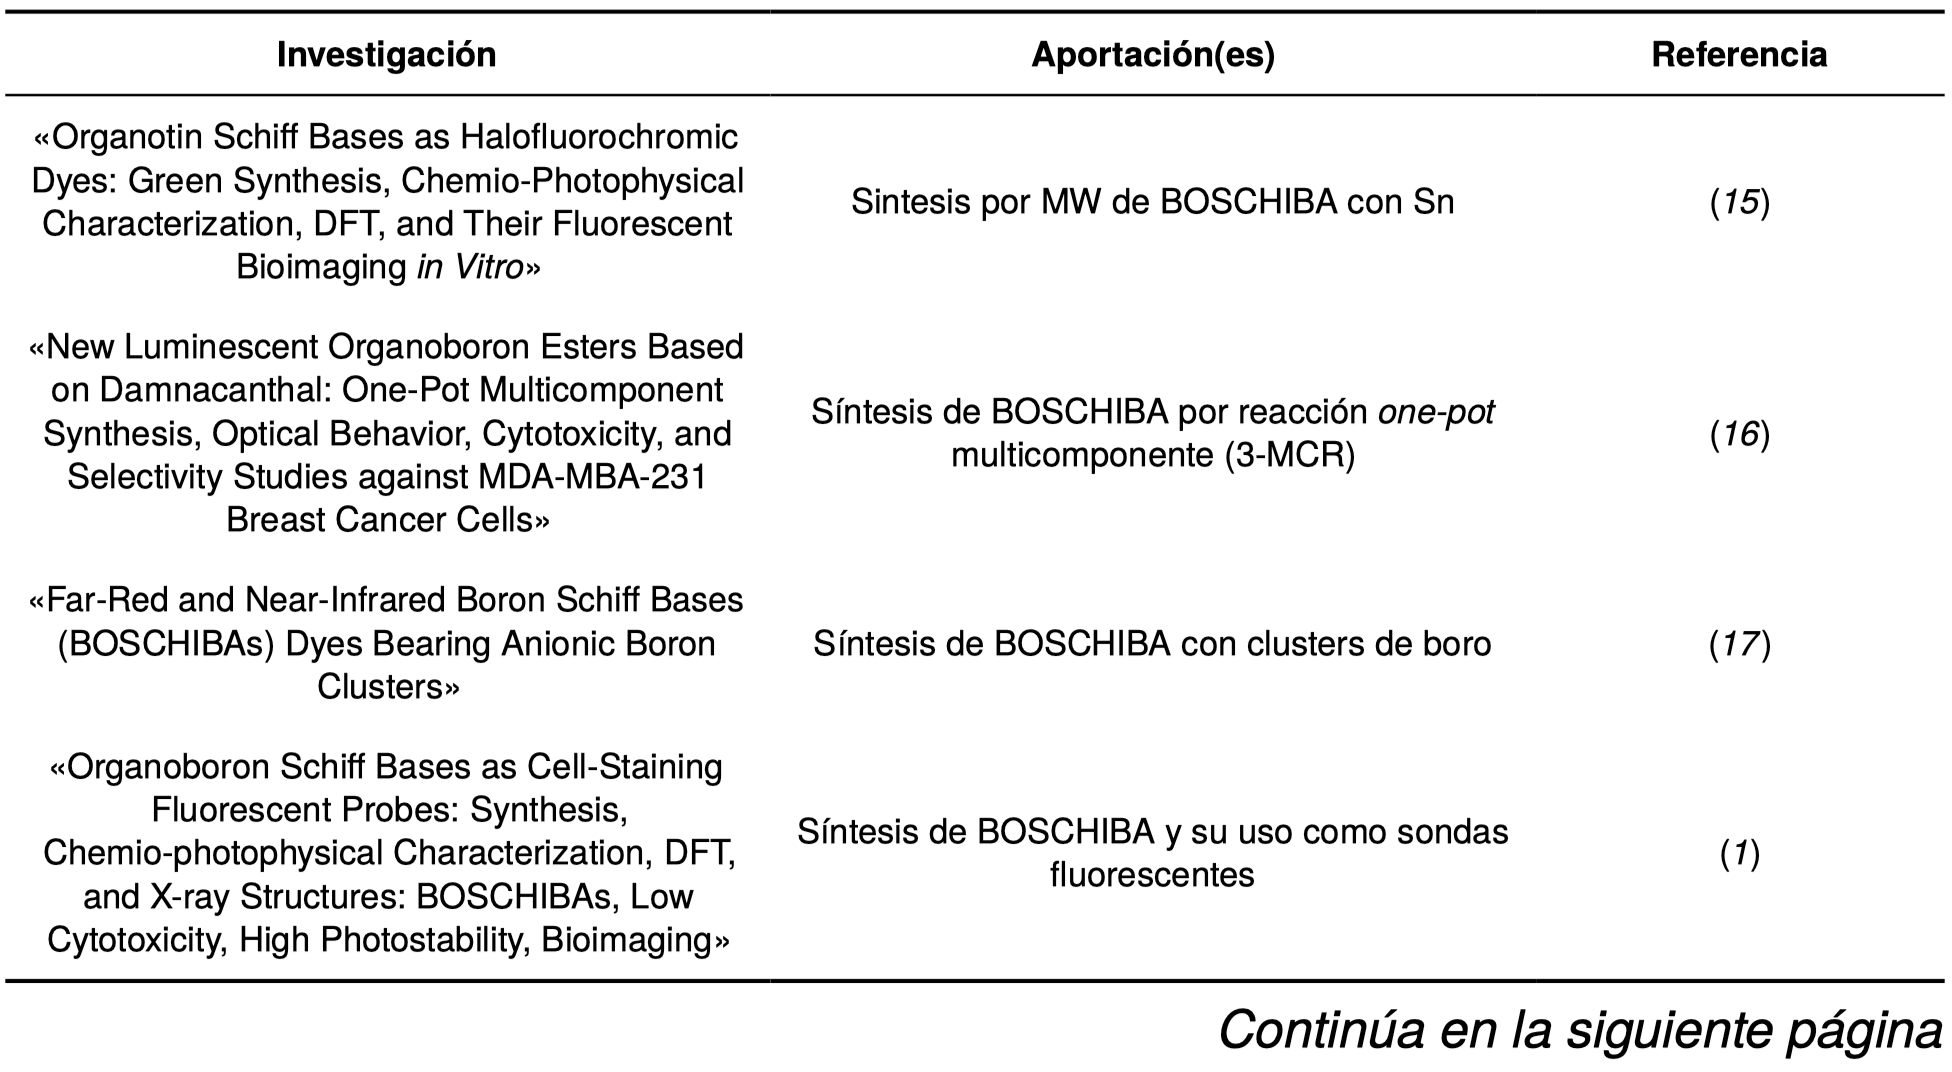 Investigación Aportación(es) Referencia
«Organotin Schiff Bases as Halofluorochromic
Dyes: Green Synthesis, Chemio-Photophysical
Characterization, DFT, and Their Fluorescent
Bioimaging in Vitro»
Sintesis por MW de BOSCHIBA con Sn
(15)
«New Luminescent Organoboron Esters Based
on Damnacanthal: One-Pot Multicomponent
Synthesis, Optical Behavior, Cytotoxicity, and
Selectivity Studies against MDA-MBA-231
Breast Cancer Cells»
Síntesis de BOSCHIBA por reacción one-pot
multicomponente (3-MCR)
(16)
«Far-Red and Near-Infrared Boron Schiff Bases
(BOSCHIBAs) Dyes Bearing Anionic Boron
Clusters»
Síntesis de BOSCHIBA con clusters de boro
(17)
«Organoboron Schiff Bases as Cell-Staining
Fluorescent Probes: Synthesis,
Chemio-photophysical Characterization, DFT,
and X-ray Structures: BOSCHIBAs, Low
Cytotoxicity, High Photostability, Bioimaging»
Síntesis de BOSCHIBA y su uso como sondas
fluorescentes
(1)
Continúa en la siguiente página